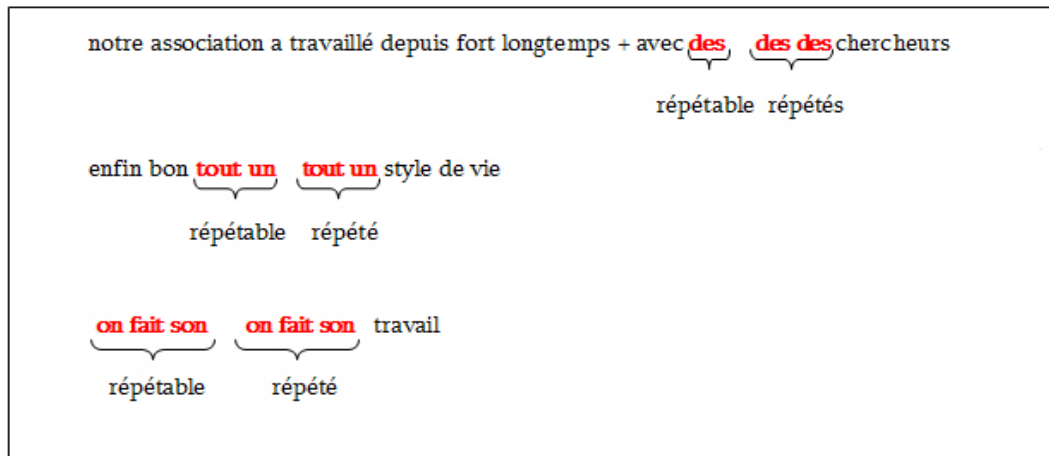 notre association a travaillé depuis fort longtemps + avec des des des chercheurs
répétable répétés
enfin bon tout un tout un style de vie
répétable répété
on fait son on fait son travail
répétable répété